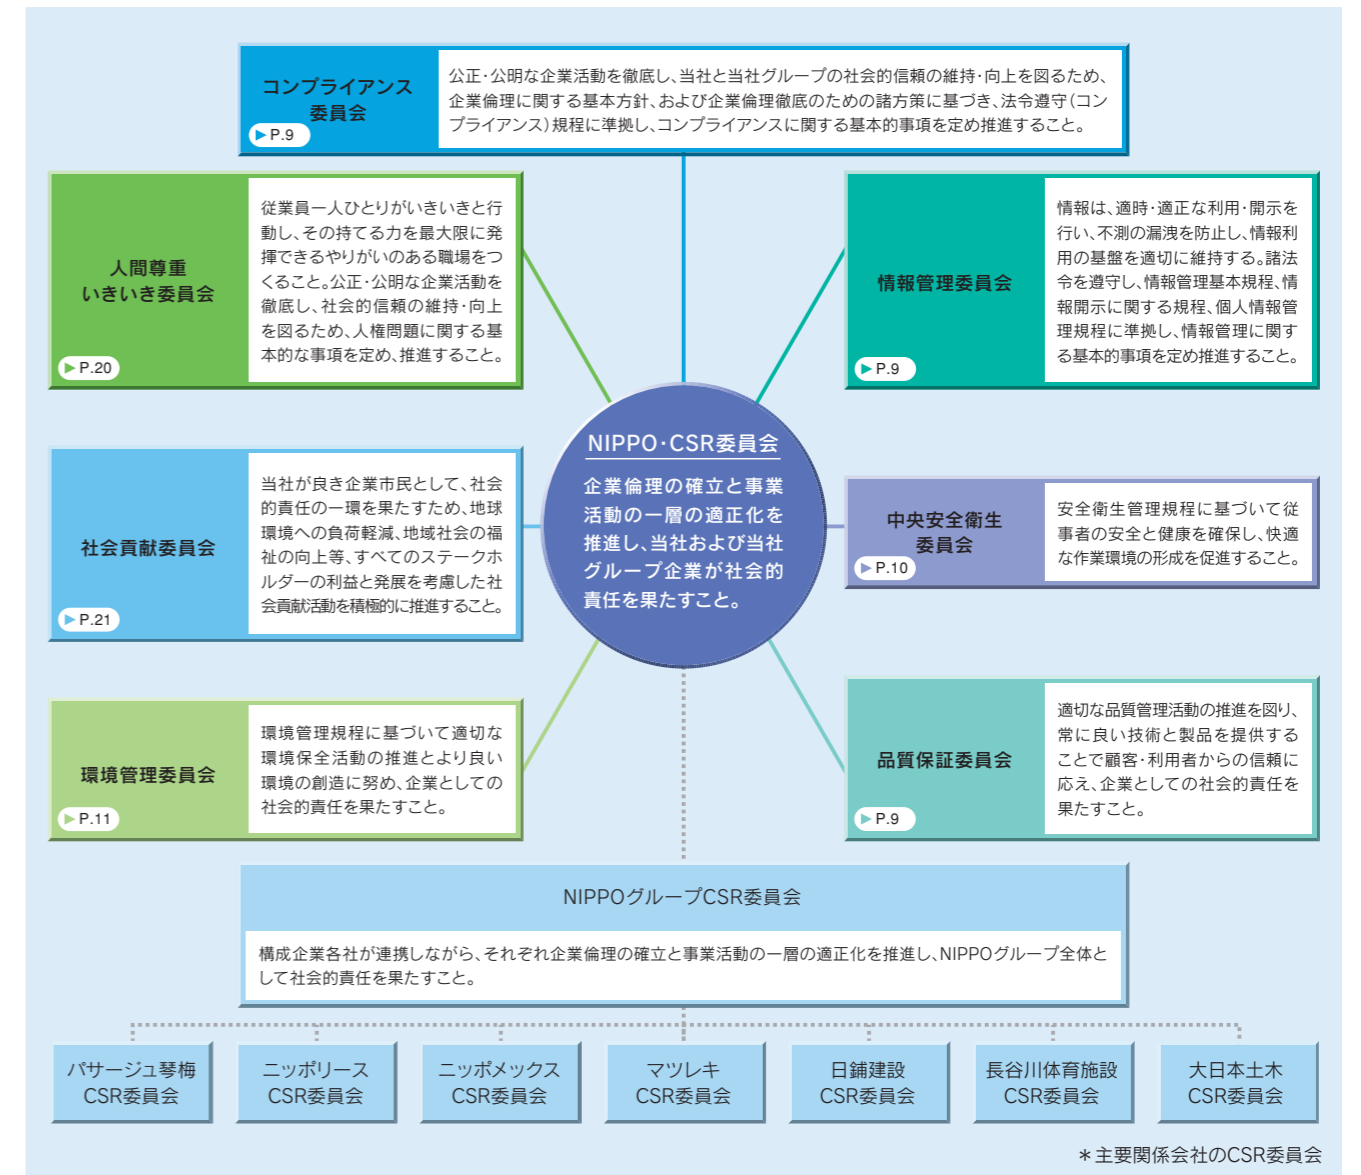 コンプライアンス
委員会
▶P.9
公正・公明な企業活動を徹底し、当社と当社グループの社会的信頼の維持・向上を図るため、
企業倫理に関する基本方針、および企業倫理徹底のための諸方策に基づき、法令遵守(コン
プライアンス)規程に準拠し、コンプライアンスに関する基本的事項を定め推進すること。
人間尊重
いきいき委員会
▶P.20
従業員一人ひとりがいきいきと行
動し、その持てる力を最大限に発
揮できるやりがいのある職場をつ
くること。公正・公明な企業活動を
徹底し、社会的信頼の維持・向上
を図るため、人権問題に関する基
本的な事項を定め、推進すること。
情報管理委員会
▶P.9
情報は、適時・適正な利用・開示を
行い、不測の漏洩を防止し、情報利
用の基盤を適切に維持する。諸法
令を遵守し、情報管理基本規程、情
報開示に関する規程、個人情報管
理規程に準拠し、情報管理に関す
る基本的事項を定め推進すること。
NIPPO・CSR委員会
企業倫理の確立と事業
活動の一層の適正化を
推進し、当社および当社
グループ企業が社会的
責任を果たすこと。
社会貢献委員会
▶P.21
当社が良き企業市民として、社会
的責任の一環を果たすため、地球
環境への負荷軽減、地域社会の福
祉の向上等、すべてのステークホ
ルダーの利益と発展を考慮した社
会貢献活動を積極的に推進すること。
中央安全衛生
委員会
▶P.10
安全衛生管理規程に基づいて従
事者の安全と健康を確保し、快適
な作業環境の形成を促進すること。
環境管理委員会
▶P.11
環境管理規程に基づいて適切な
環境保全活動の推進とより良い
環境の創造に努め、企業としての
社会的責任を果たすこと。
品質保証委員会
▶P.9
適切な品質管理活動の推進を図り、
常に良い技術と製品を提供する
ことで顧客・利用者からの信頼に
応え、企業としての社会的責任を
果たすこと。
NIPPOグループCSR委員会
構成企業各社が連携しながら、それぞれ企業倫理の確立と事業活動の一層の適正化を推進し、NIPPOグループ全体と
して社会的責任を果たすこと。
パサージュ琴梅
CSR委員会
ニッポリース
CSR委員会
ニッポメックス
CSR委員会
マツレキ
CSR委員会
日鋪建設
CSR委員会
長谷川体育施設
CSR委員会
大日本土木
CSR委員会
＊主要関係会社のCSR委員会